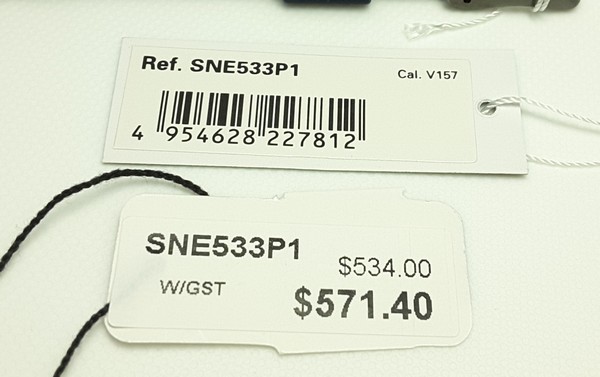 Ref. SNE533P1
Cal. V157
4 954628 227812
SNE533P1
$534.00
W/GST
$571.40